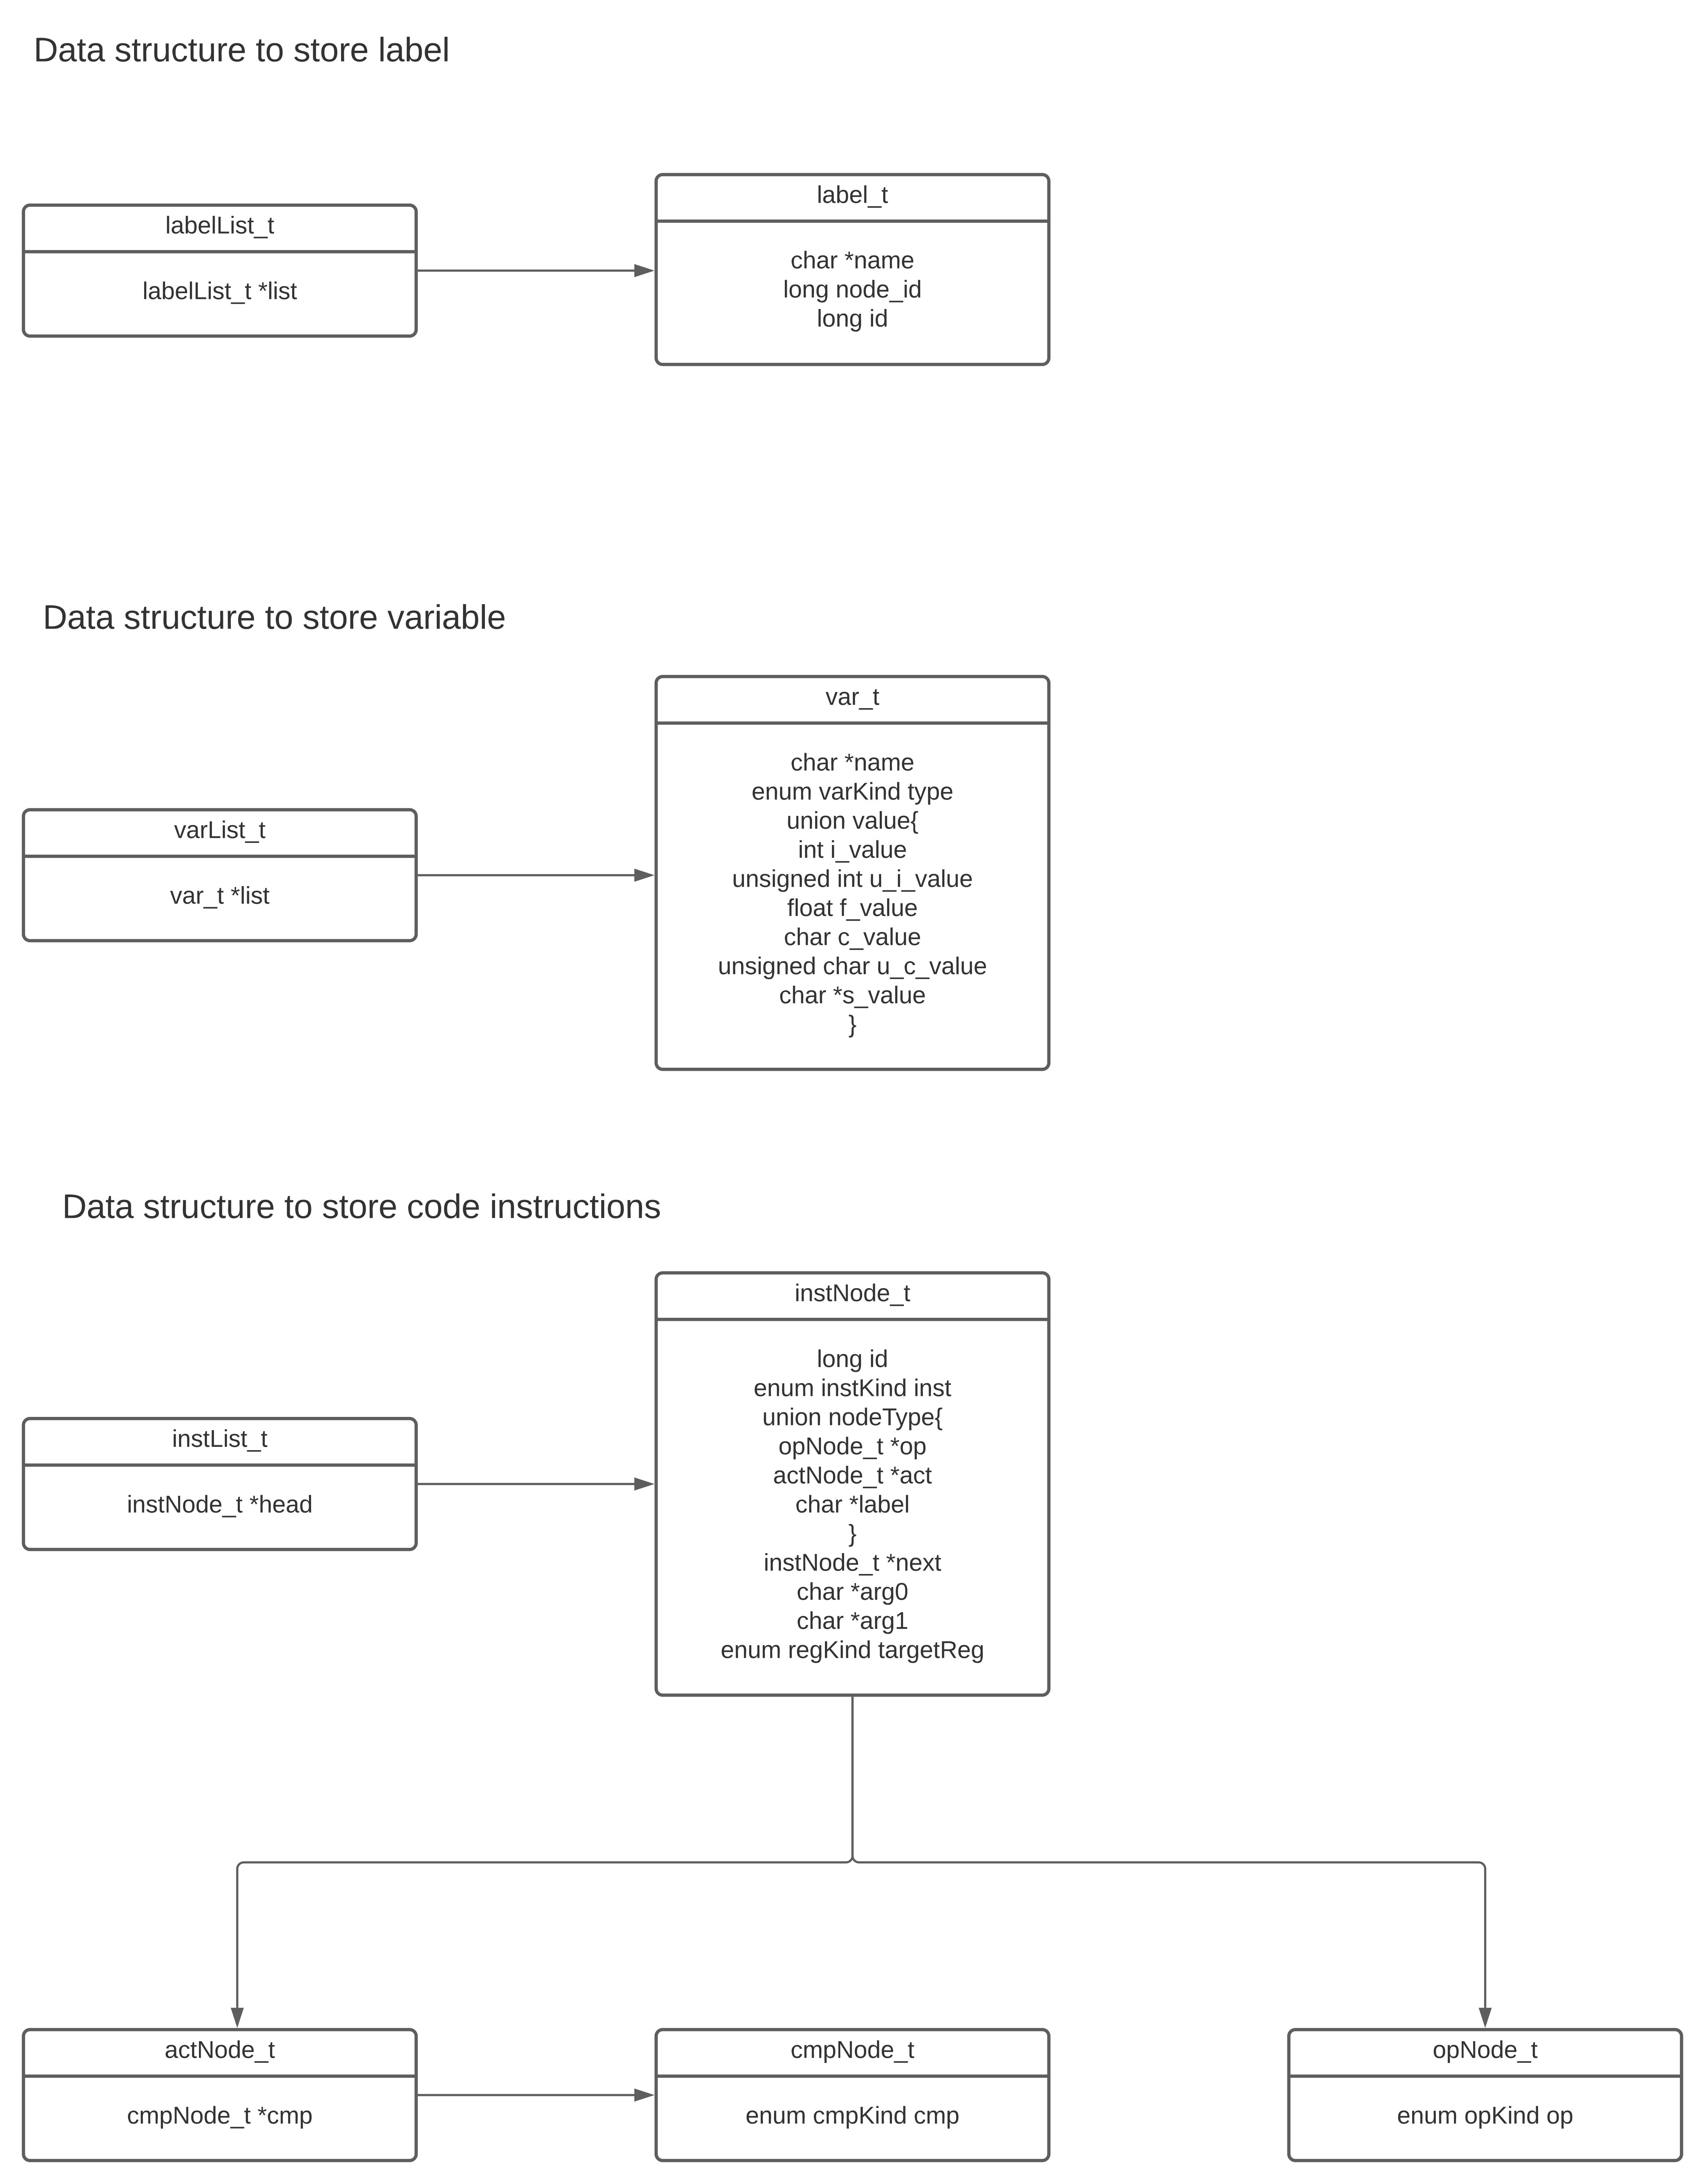 Data structure to store label
labelList_t
labelList_t *list
label_t
char *name
long node_id
long id
Data structure to store variable
varList_t
var_t *list
var_t
char *name
enum varKind type
union value{
int i_value
unsigned int u_i_value
float f_value
char c_value
unsigned char u_c_value
char *s_value
}
Data structure to store code instructions
instList_t
instNode_t *head
instNode_t
long id
enum instKind inst
union nodeType{
opNode_t *op
actNode_t *act
char *label
}
instNode_t *next
char *arg0
char *arg1
enum regKind targetReg
actNode_t
cmpNode_t *cmp
cmpNode_t
enum cmpKind cmp
opNode_t
enum opKind op